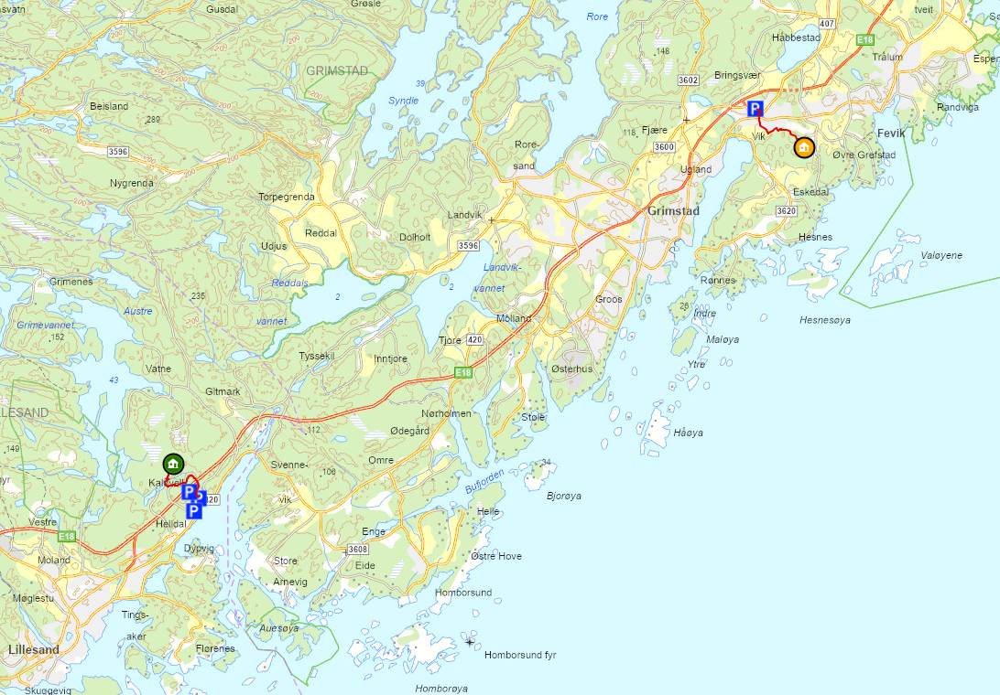 Grøsle
svatn
Gusdal
Rore
tveit
407
Håbbestad
E18
Trålum
Esper
148
GRIMSTAD
Bringsvær
39
Syndle
3602
Beisland
289
P
Randviga
Fjære
118
Vik
Fevik
3596
Rore-
sand
3600
Øvre Grefstad
Nygrenda
Ugland
Torpegrenda
Eskedal
Landvik
Grimstad
3620
Reddal
Dolholt
Hesnes
Udjus
3596
Valøyene
Landvik-
vannet
Grimenes
Reddals
2
2
Rønnes
235
Groos
26
Indre
Austre
Grimevannet
vannet
Molland
Hesnesøya
152
Tjore
420
Maløya
Tyssekil
Inntjore
Ytre
Vatne
E18
Østerhus
43
Gitmark
LLESAND
Nørholmen
Støle
112
Ødegård
Håøya
149
Omre
34
Svenne-
106
Bufjorden
Bjorøya
vik
P
P
420
P
Helle
Vestre
Helldal
Enge
E18
Dypvig
3608
Østre Hove
Moland
Store
Eide
Arnevig
Homborsund
Møglestu
Tings-
aker
Auesøya
Lillesand
Flørenes
Homborsund fyr
Skuggevig
Homborøya